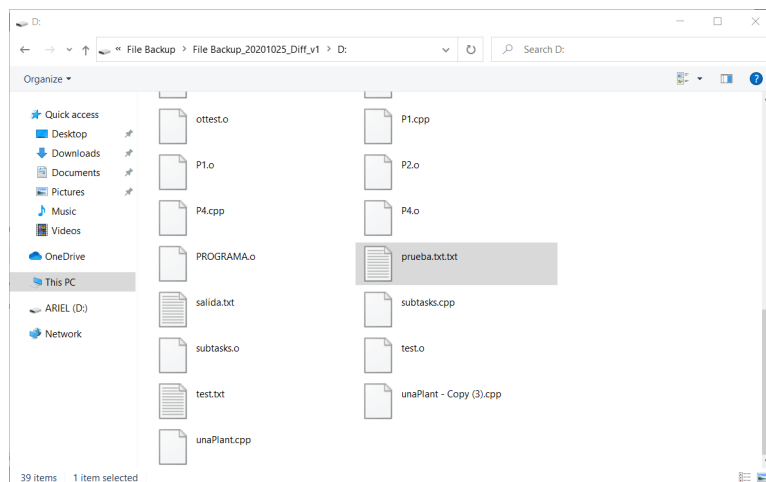 D:
« File Backup > File Backup_20201025_Diff_v1 > D:
Search D:
Organize
?
Quick access
Desktop
Downloads
Documents
Pictures
Music
Videos
OneDrive
This PC
ARIEL (D:)
Network
ottest.o
P1.cpp
P1.o
P2.o
P4.cpp
P4.o
PROGRAMA.o
prueba.txt.txt
salida.txt
subtasks.cpp
subtasks.o
test.o
test.txt
unaPlant - Copy (3).cpp
unaPlant.cpp
39 items 1 item selected